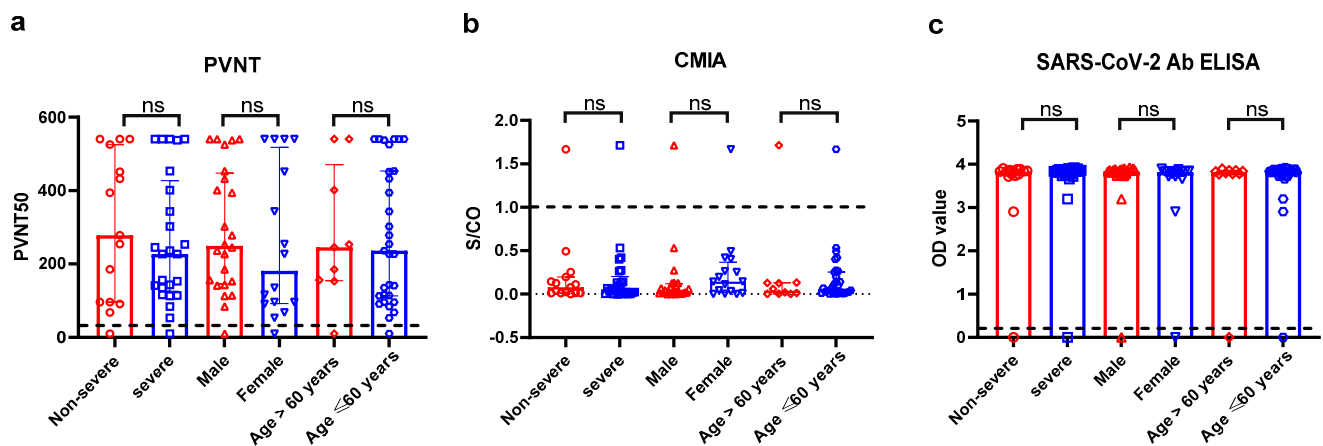 a
PVNT
ns ns ns
600
400
200
0
PVNT50
Non-severe
severe
Male
Female
Age > 60 years
Age ≤60 years
b
CMIA
ns ns ns
2.0
1.5
1.0
0.5
0.0
-0.5
S/CO
Non-severe
severe
Male
Female
Age > 60 years
Age ≤60 years
c
SARS-CoV-2 Ab ELISA
ns ns ns
5
4
3
2
1
0
OD value
Non-severe
severe
Male
Female
Age > 60 years
Age ≤60 years